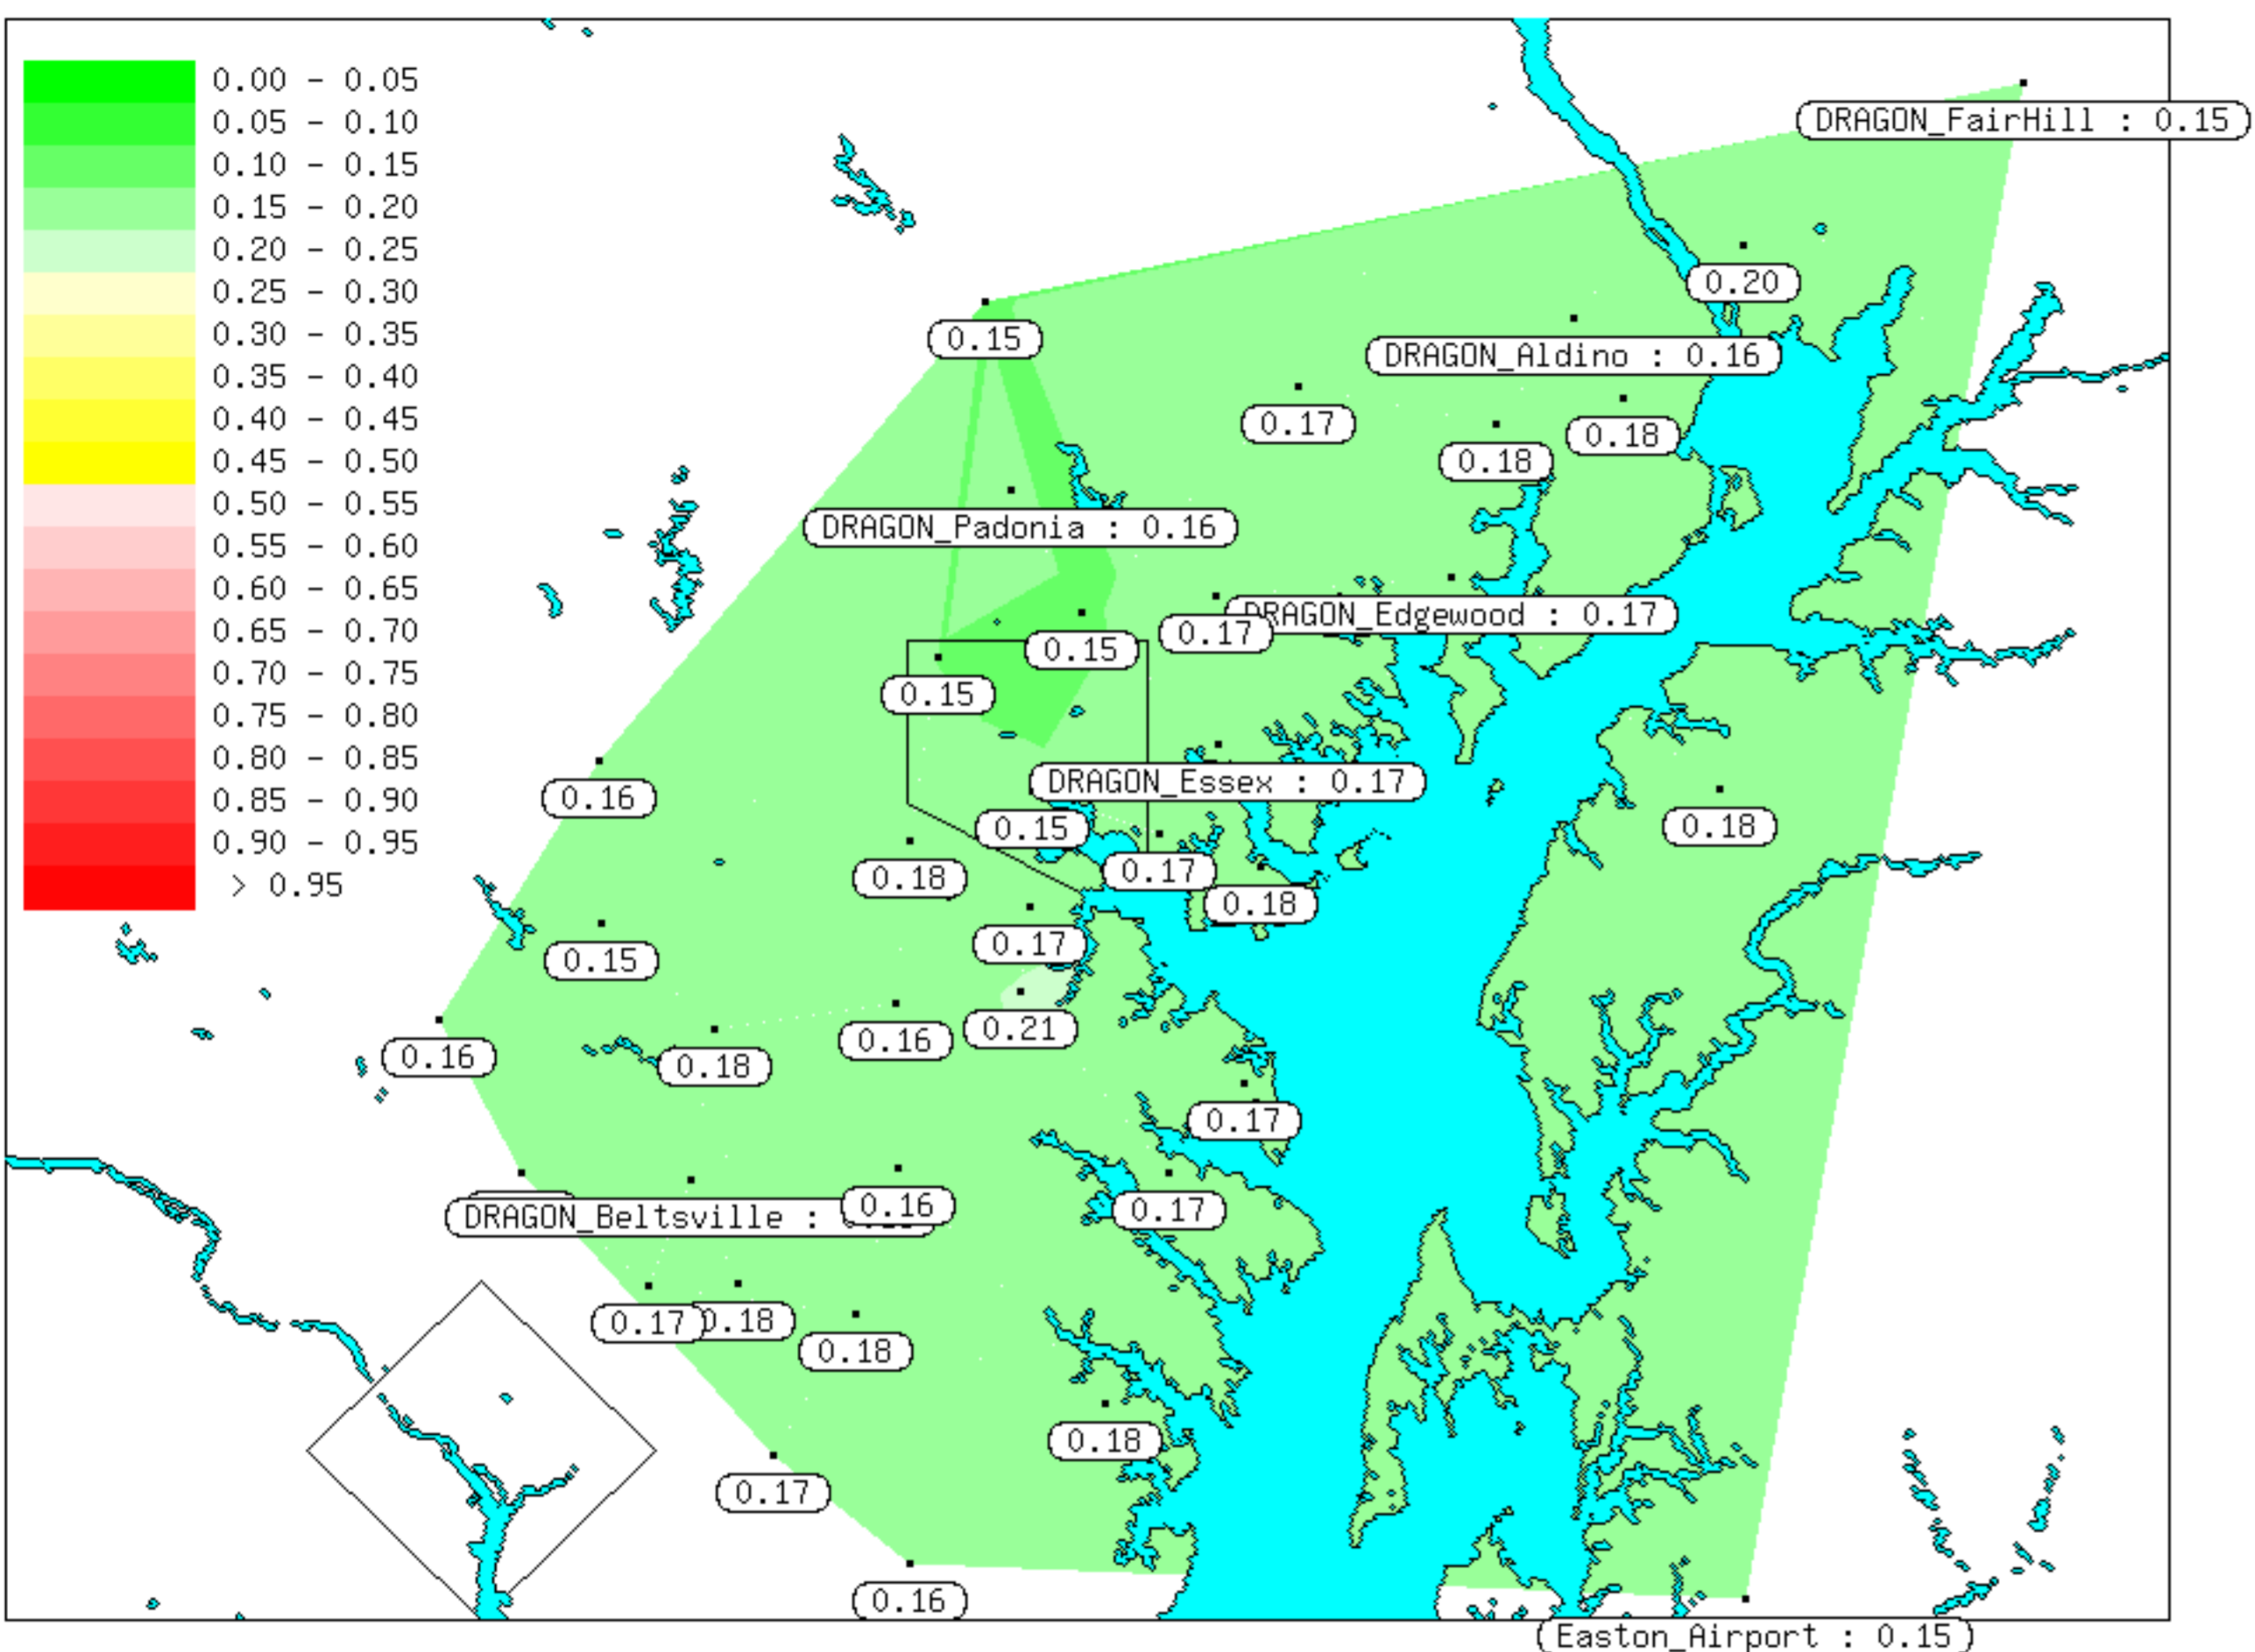 0.00 - 0.05
0.05 - 0.10
0.10 - 0.15
0.15 - 0.20
0.20 - 0.25
0.25 - 0.30
0.30 - 0.35
0.35 - 0.40
0.40 - 0.45
0.45 - 0.50
0.50 - 0.55
0.55 - 0.60
0.60 - 0.65
0.65 - 0.70
0.70 - 0.75
0.75 - 0.80
0.80 - 0.85
0.85 - 0.90
0.90 - 0.95
> 0.95
DRAGON_FairHill : 0.15
0.20
0.15
DRAGON_Aldino : 0.16
0.17
0.18
0.18
DRAGON_Padonia : 0.16
DRAGON_Edgewood : 0.17
0.17
0.15
0.15
DRAGON_Essex : 0.17
0.16
0.15
0.18
0.17
0.18
0.18
0.17
0.15
0.21
0.16
0.16
0.18
0.17
0.16
0.17
DRAGON_Beltsville :
0.17
0.18
0.18
0.18
0.17
0.16
Easton_Airport : 0.15